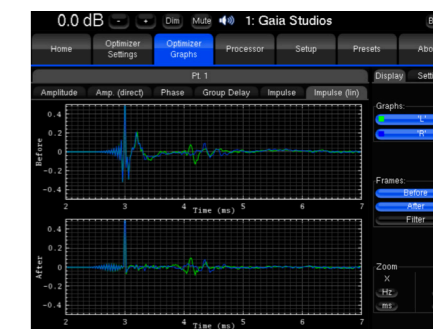 0.0 dB - + Dim Mute 1: Gaia Studios
Home Optimizer Settings Optimizer Graphs Processor Setup Presets Abo
Pt. 1
Display Setti
Amplitude Amp. (direct) Phase Group Delay Impulse Impulse (lin)
Graphs:
'L'
'R'
Before
0.4
0.2
0
-0.2
-0.4
2 3 4 5 6 7
Time (ms)
Frames:
Before
After
Filter
After
0.4
0.2
0
-0.2
-0.4
2 3 4 5 6 7
Time (ms)
Zoom
X
Hz
ms